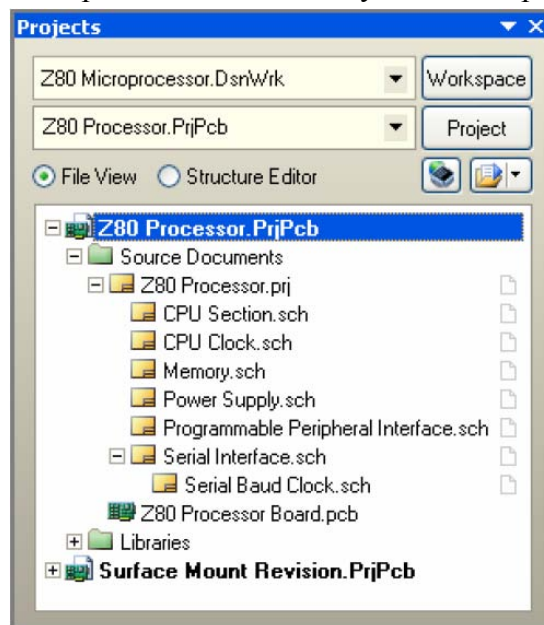 Projects
Z80 Microprocessor.DsnWrk
Workspace
Z80 Processor.PrjPcb
Project
File View
Structure Editor
Z80 Processor.PrjPcb
Source Documents
Z80 Processor.prj
CPU Section.sch
CPU Clock.sch
Memory.sch
Power Supply.sch
Programmable Peripheral Interface.sch
Serial Interface.sch
Serial Baud Clock.sch
Z80 Processor Board.pcb
Libraries
Surface Mount Revision.PrjPcb